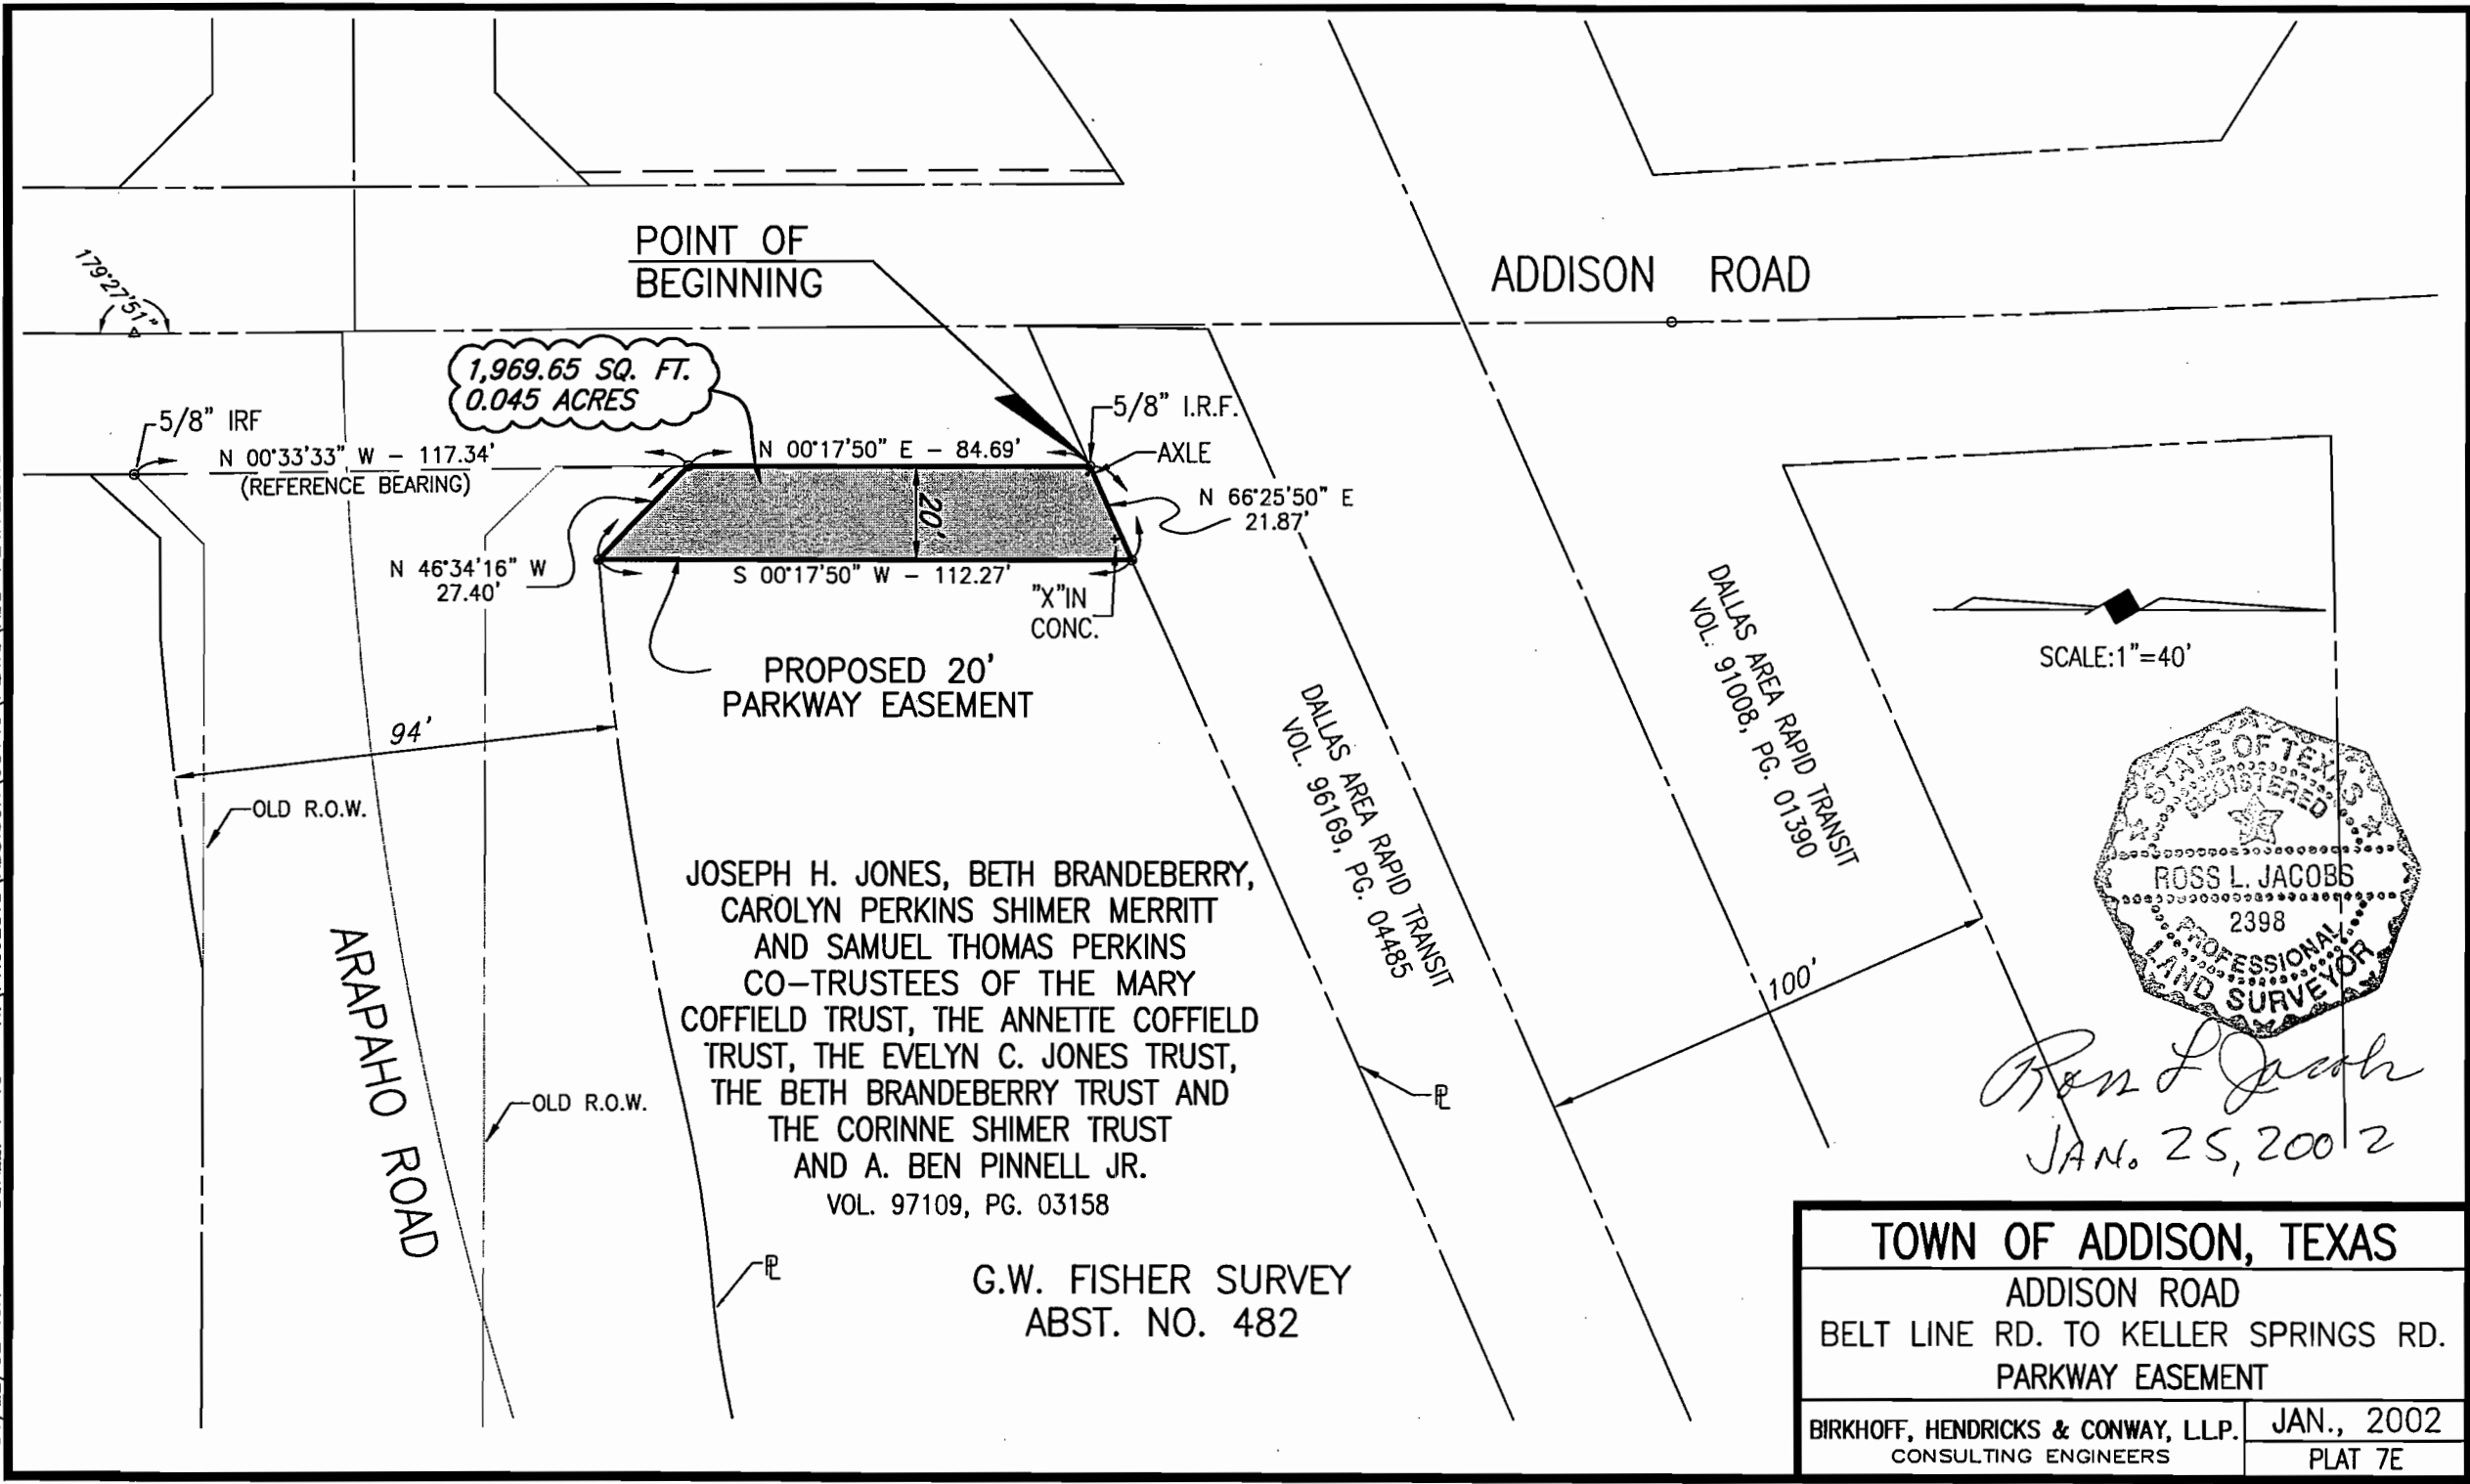 179°27'51"
POINT OF
BEGINNING
ADDISON ROAD
1,969.65 SQ. FT.
0.045 ACRES
5/8" IRF
N 00°33'33" W – 117.34'
(REFERENCE BEARING)
N 00°17'50" E – 84.69'
5/8" I.R.F.
AXLE
N 66°25'50" E
21.87'
20'
N 46°34'16" W
27.40'
S 00°17'50" W – 112.27'
"X"IN
CONC.
PROPOSED 20'
PARKWAY EASEMENT
94'
OLD R.O.W.
ARAPAHO ROAD
OLD R.O.W.
JOSEPH H. JONES, BETH BRANDEBERRY,
CAROLYN PERKINS SHIMER MERRITT
AND SAMUEL THOMAS PERKINS
CO–TRUSTEES OF THE MARY
COFFIELD TRUST, THE ANNETTE COFFIELD
TRUST, THE EVELYN C. JONES TRUST,
THE BETH BRANDEBERRY TRUST AND
THE CORINNE SHIMER TRUST
AND A. BEN PINNELL JR.
VOL. 97109, PG. 03158
PL
G.W. FISHER SURVEY
ABST. NO. 482
DALLAS AREA RAPID TRANSIT
VOL. 96169, PG. 04485
PL
DALLAS AREA RAPID TRANSIT
VOL. 91008, PG. 01390
100'
SCALE:1"=40'
STATE OF TEXAS
REGISTERED
ROSS L. JACOBS
2398
PROFESSIONAL
LAND SURVEYOR
Ross L Jacobs
JAN. 25, 2002
TOWN OF ADDISON, TEXAS
ADDISON ROAD
BELT LINE RD. TO KELLER SPRINGS RD.
PARKWAY EASEMENT
BIRKHOFF, HENDRICKS & CONWAY, L.L.P.
CONSULTING ENGINEERS
JAN., 2002
PLAT 7E